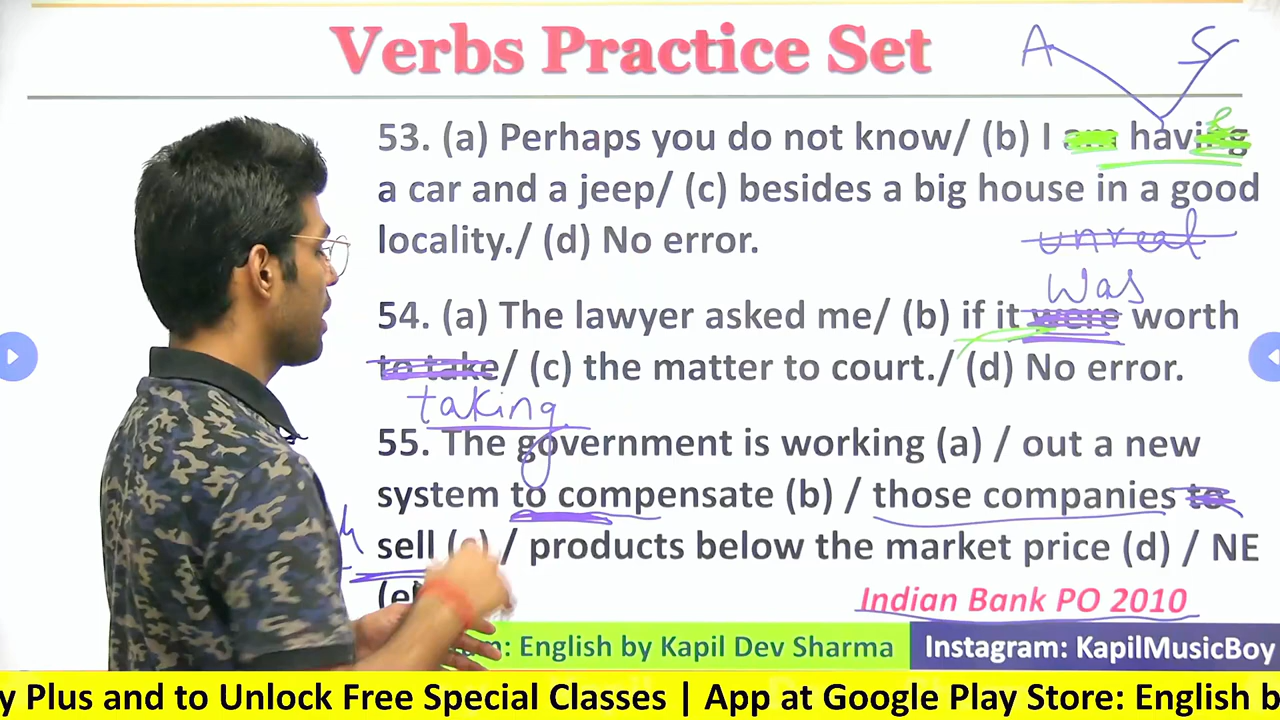 Verbs Practice Set
A S
53. (a) Perhaps you do not know/ (b) I am having
a car and a jeep/ (c) besides a big house in a good
locality./ (d) No error.
unreal
was
54. (a) The lawyer asked me/ (b) if it were worth
to take/ (c) the matter to court./ (d) No error.
taking
55. The government is working (a) / out a new
system to compensate (b) / those companies to
sell (c) / products below the market price (d) / NE
(e)
Indian Bank PO 2010
: English by Kapil Dev Sharma
Instagram: KapilMusicBoy
y Plus and to Unlock Free Special Classes | App at Google Play Store: English b